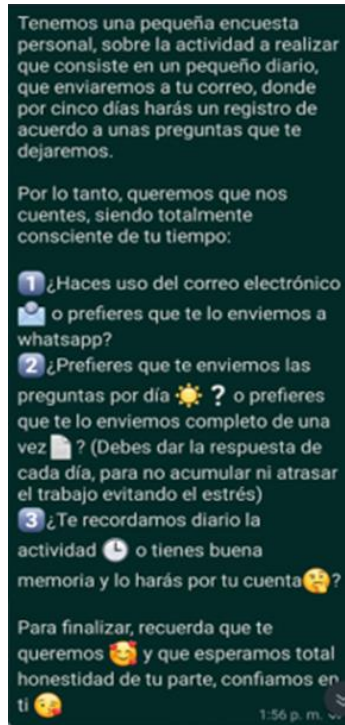 Tenemos una pequeña encuesta
personal, sobre la actividad a realizar
que consiste en un pequeño diario,
que enviaremos a tu correo, donde
por cinco días harás un registro de
acuerdo a unas preguntas que te
dejaremos.
Por lo tanto, queremos que nos
cuentes, siendo totalmente
consciente de tu tiempo:
1️⃣¿Haces uso del correo electrónico
📩 o prefieres que te lo enviemos a
whatsapp?
2️⃣¿Prefieres que te enviemos las
preguntas por día ☀️❔ o prefieres
que te lo enviemos completo de una
vez📄? (Debes dar la respuesta de
cada día, para no acumular ni atrasar
el trabajo evitando el estrés)
3️⃣¿Te recordamos diario la
actividad 🕒 o tienes buena
memoria y lo harás por tu cuenta🤔?
Para finalizar, recuerda que te
queremos 🥰 y que esperamos total
honestidad de tu parte, confiamos en
ti 😘
1:56 p. m.